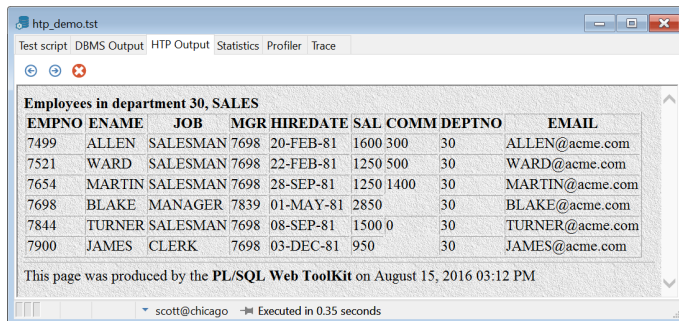 htp_demo.tst
Test script DBMS Output HTP Output Statistics Profiler Trace
Employees in department 30, SALES
EMPNO ENAME JOB MGR HIREDATE SAL COMM DEPTNO EMAIL
7499 ALLEN SALESMAN 7698 20-FEB-81 1600 300 30 ALLEN@acme.com
7521 WARD SALESMAN 7698 22-FEB-81 1250 500 30 WARD@acme.com
7654 MARTIN SALESMAN 7698 28-SEP-81 1250 1400 30 MARTIN@acme.com
7698 BLAKE MANAGER 7839 01-MAY-81 2850 30 BLAKE@acme.com
7844 TURNER SALESMAN 7698 08-SEP-81 1500 0 30 TURNER@acme.com
7900 JAMES CLERK 7698 03-DEC-81 950 30 JAMES@acme.com
This page was produced by the PL/SQL Web ToolKit on August 15, 2016 03:12 PM
scott@chicago Executed in 0.35 seconds